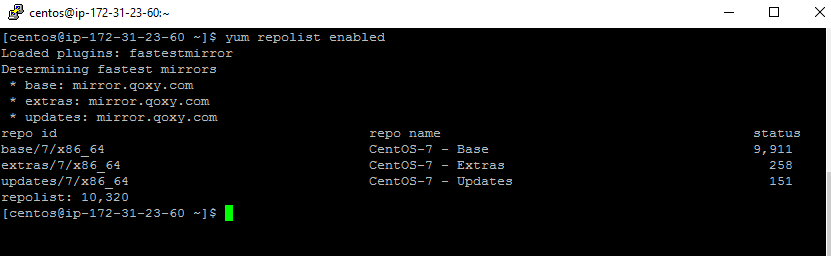 centos@ip-172-31-23-60:~
[centos@ip-172-31-23-60 ~]$ yum repolist enabled
Loaded plugins: fastestmirror
Determining fastest mirrors
 * base: mirror.qoxy.com
 * extras: mirror.qoxy.com
 * updates: mirror.qoxy.com
repo id repo name status
base/7/x86_64 CentOS-7 - Base 9,911
extras/7/x86_64 CentOS-7 - Extras 258
updates/7/x86_64 CentOS-7 - Updates 151
repolist: 10,320
[centos@ip-172-31-23-60 ~]$